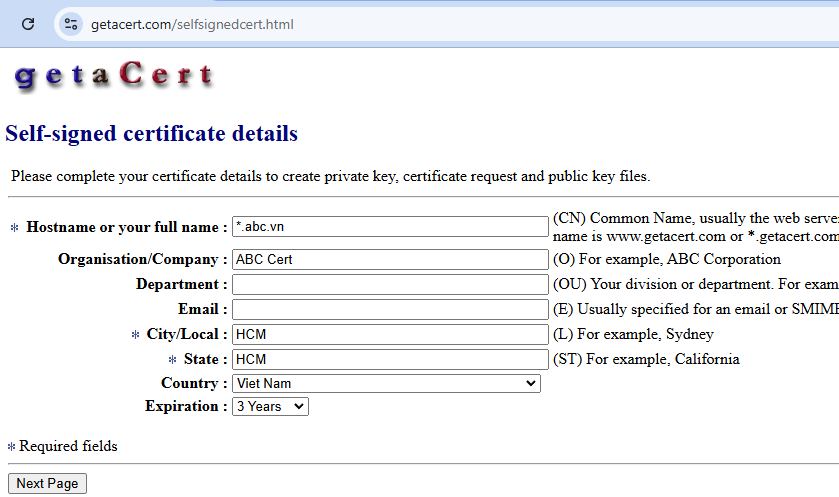 getacert.com/selfsignedcert.html
getaCert
Self-signed certificate details
Please complete your certificate details to create private key, certificate request and public key files.
* Hostname or your full name : *.abc.vn (CN) Common Name, usually the web serve
name is www.getacert.com or *.getacert.com
Organisation/Company : ABC Cert (O) For example, ABC Corporation
Department : (OU) Your division or department. For exam
Email : (E) Usually specified for an email or SMIM
* City/Local : HCM (L) For example, Sydney
* State : HCM (ST) For example, California
Country : Viet Nam
Expiration : 3 Years
* Required fields
Next Page